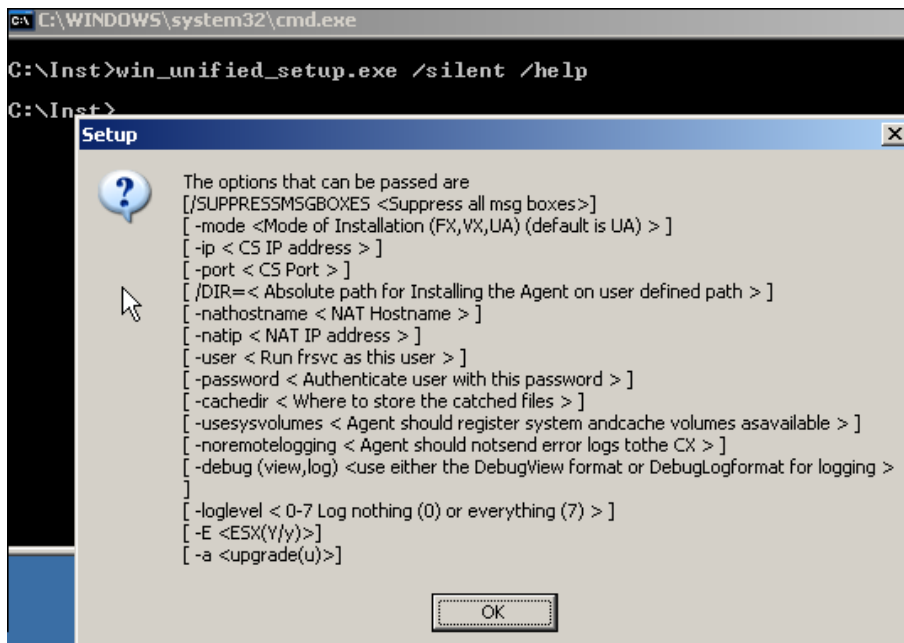 C:\WINDOWS\system32\cmd.exe
C:\Inst>win_unified_setup.exe /silent /help
C:\Inst>
Setup
The options that can be passed are
[/SUPPRESSMSGBOXES <Suppress all msg boxes>]
[ -mode <Mode of Installation (FX,VX,UA) (default is UA) > ]
[ -ip < CS IP address > ]
[ -port < CS Port > ]
[ /DIR=< Absolute path for Installing the Agent on user defined path > ]
[ -nathostname < NAT Hostname > ]
[ -natip < NAT IP address > ]
[ -user < Run frsvc as this user > ]
[ -password < Authenticate user with this password > ]
[ -cachedir < Where to store the catched files > ]
[ -usesysvolumes < Agent should register system andcache volumes asavailable > ]
[ -noremotelogging < Agent should notsend error logs tothe CX > ]
[ -debug (view,log) <use either the DebugView format or DebugLogformat for logging >
]
[ -loglevel < 0-7 Log nothing (0) or everything (7) > ]
[ -E <ESX(Y/y)>]
[ -a <upgrade(u)>]
OK